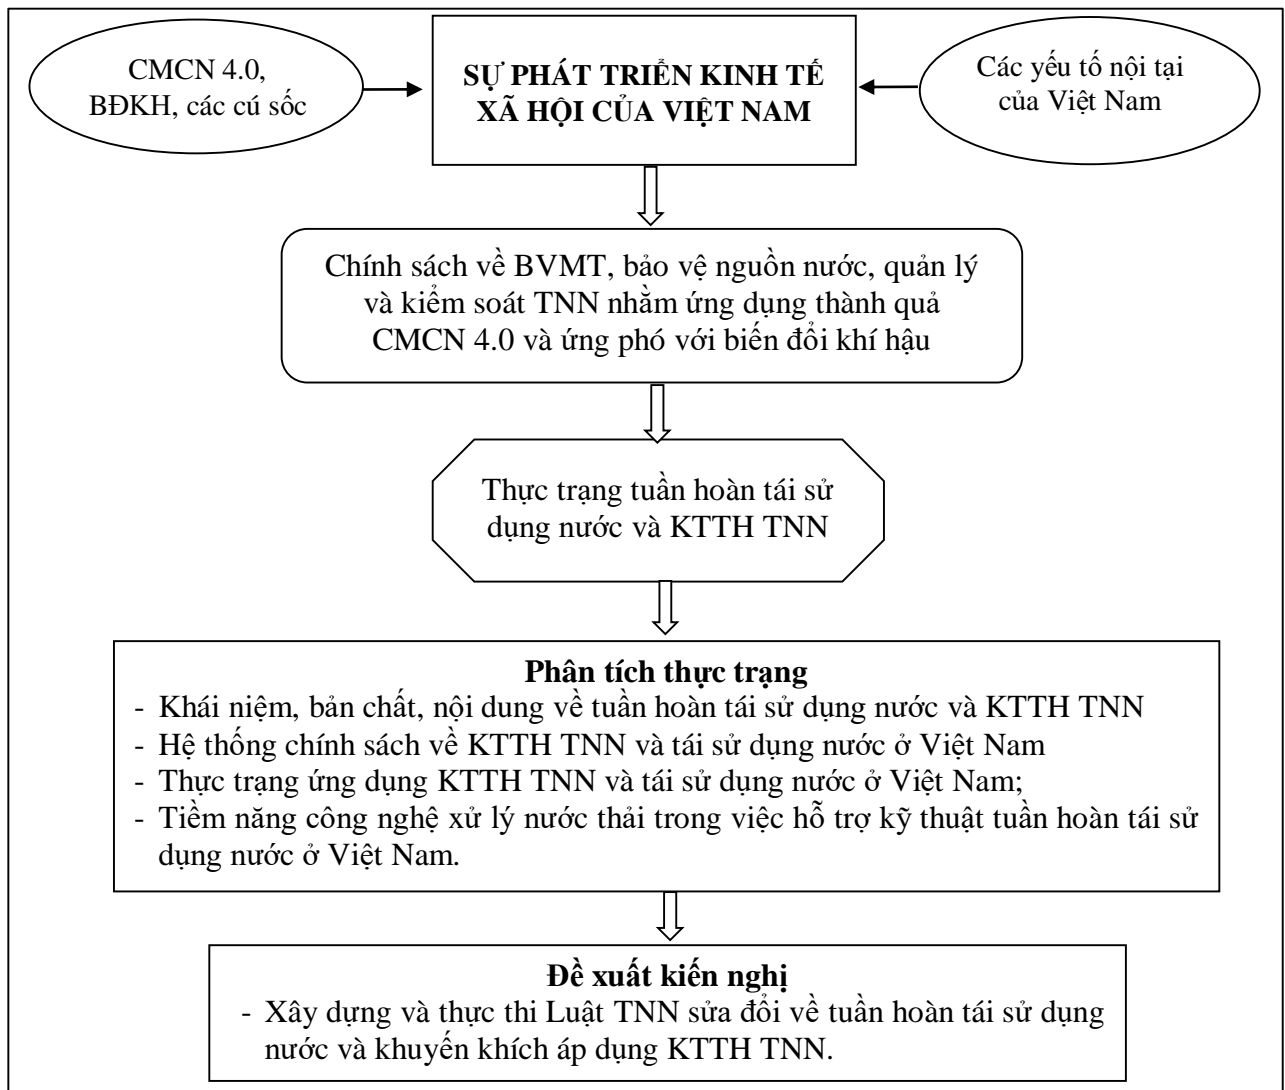 CMCN 4.0,
BĐKH, các cú sốc
SỰ PHÁT TRIỂN KINH TẾ
XÃ HỘI CỦA VIỆT NAM
Các yếu tố nội tại
của Việt Nam
Chính sách về BVMT, bảo vệ nguồn nước, quản lý
và kiểm soát TNN nhằm ứng dụng thành quả
CMCN 4.0 và ứng phó với biến đổi khí hậu
Thực trạng tuần hoàn tái sử
dụng nước và KTTH TNN
Phân tích thực trạng
- Khái niệm, bản chất, nội dung về tuần hoàn tái sử dụng nước và KTTH TNN
- Hệ thống chính sách về KTTH TNN và tái sử dụng nước ở Việt Nam
- Thực trạng ứng dụng KTTH TNN và tái sử dụng nước ở Việt Nam;
- Tiềm năng công nghệ xử lý nước thải trong việc hỗ trợ kỹ thuật tuần hoàn tái sử
dụng nước ở Việt Nam.
Đề xuất kiến nghị
- Xây dựng và thực thi Luật TNN sửa đổi về tuần hoàn tái sử dụng
nước và khuyến khích áp dụng KTTH TNN.